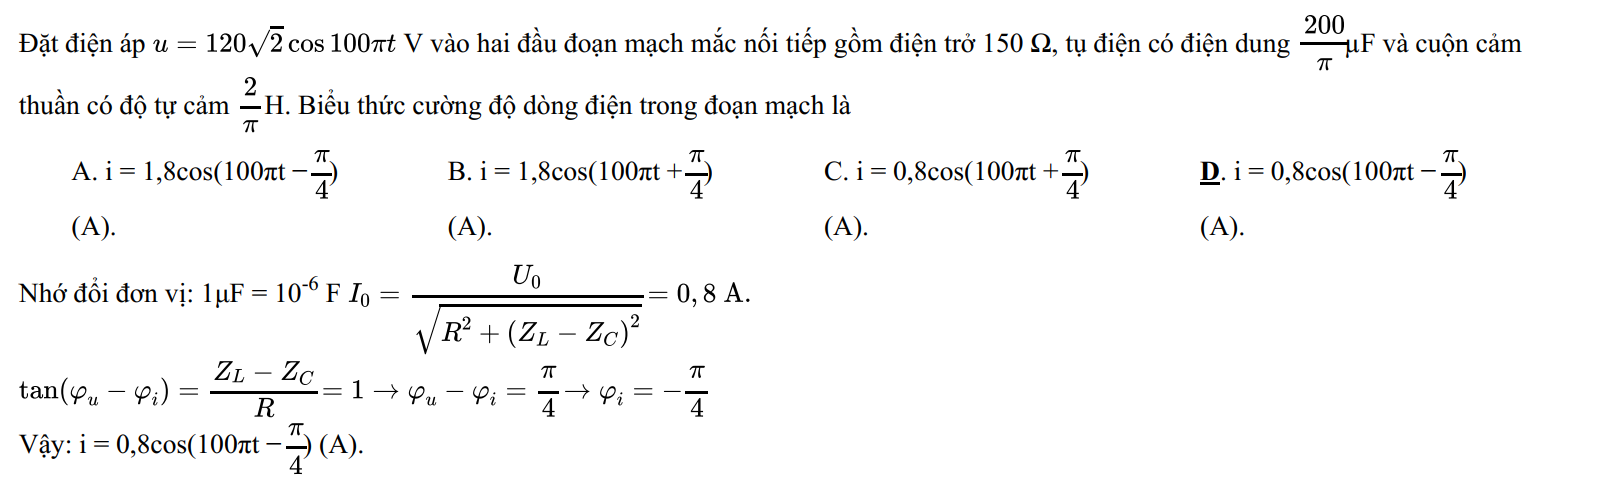 Đặt điện áp $u = 120\sqrt{2}\cos 100\pi t$ V vào hai đầu đoạn mạch mắc nối tiếp gồm điện trở 150 Ω, tụ điện có điện dung $\frac{200}{\pi}$μF và cuộn cảm
thuần có độ tự cảm $\frac{2}{\pi}$H. Biểu thức cường độ dòng điện trong đoạn mạch là
A. i = 1,8cos(100πt − $\frac{\pi}{4}$) B. i = 1,8cos(100πt + $\frac{\pi}{4}$) C. i = 0,8cos(100πt + $\frac{\pi}{4}$) D. i = 0,8cos(100πt − $\frac{\pi}{4}$)
(A). (A). (A). (A).
Nhớ đổi đơn vị: 1μF = 10$^{-6}$ F $I_0 = \frac{U_0}{\sqrt{R^2 + (Z_L - Z_C)^2}} = 0,8$ A.
$\tan(\varphi_u - \varphi_i) = \frac{Z_L - Z_C}{R} = 1 \rightarrow \varphi_u - \varphi_i = \frac{\pi}{4} \rightarrow \varphi_i = -\frac{\pi}{4}$
Vậy: i = 0,8cos(100πt − $\frac{\pi}{4}$) (A).